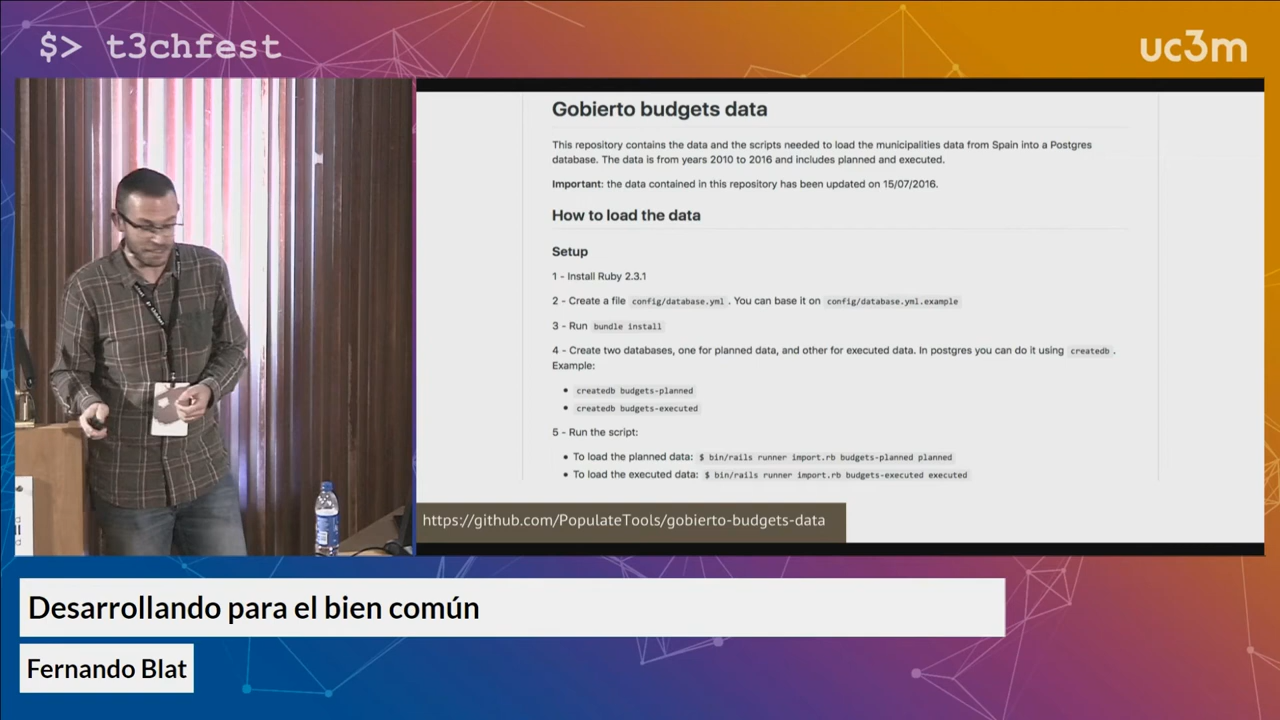 $> t3chfest
uc3m
Gobierto budgets data
This repository contains the data and the scripts needed to load the municipalities data from Spain into a Postgres
database. The data is from years 2010 to 2016 and includes planned and executed.
Important: the data contained in this repository has been updated on 15/07/2016.
How to load the data
Setup
1 - Install Ruby 2.3.1
2 - Create a file config/database.yml . You can base it on config/database.yml.example
3 - Run bundle install
4 - Create two databases, one for planned data, and other for executed data. In postgres you can do it using createdb .
Example:
• createdb budgets-planned
• createdb budgets-executed
5 - Run the script:
• To load the planned data: $ bin/rails runner import.rb budgets-planned planned
• To load the executed data: $ bin/rails runner import.rb budgets-executed executed
https://github.com/PopulateTools/gobierto-budgets-data
Desarrollando para el bien común
Fernando Blat